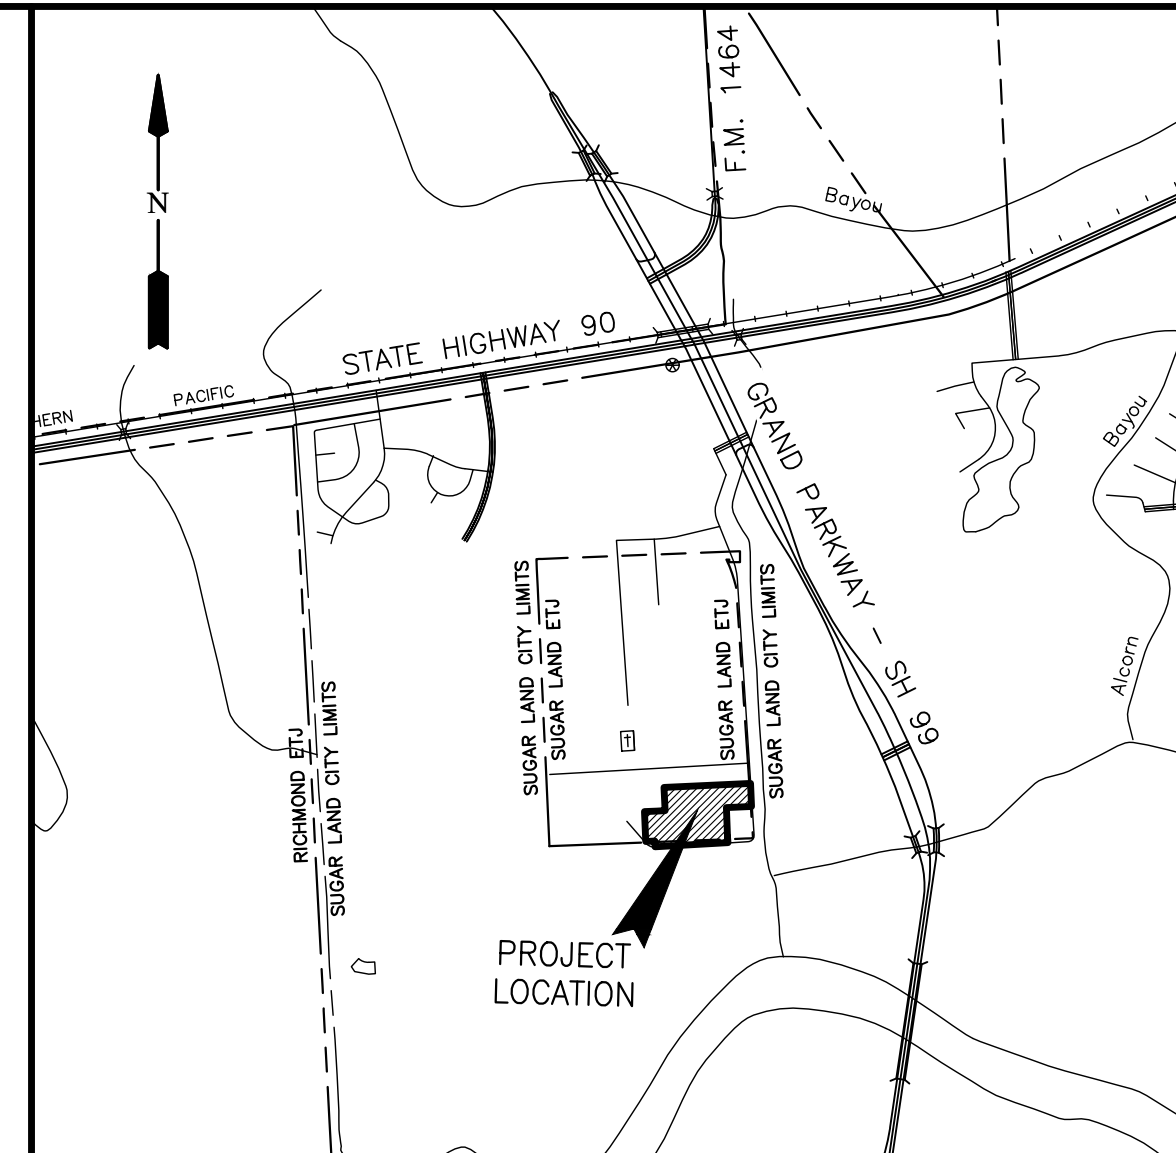 F.M. 1464
N
Bayou
STATE HIGHWAY 90
PACIFIC
HERN
GRAND PARKWAY - SH 99
Bayou
SUGAR LAND CITY LIMITS
SUGAR LAND ETJ
SUGAR LAND ETJ
SUGAR LAND CITY LIMITS
Alcorn
RICHMOND ETJ
SUGAR LAND CITY LIMITS
PROJECT
LOCATION